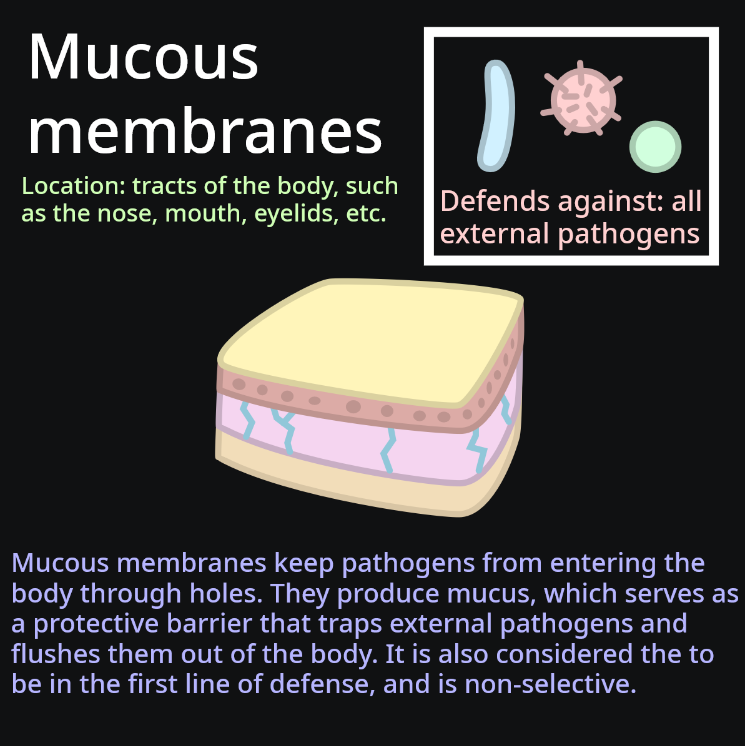 Mucous
membranes
Location: tracts of the body, such
as the nose, mouth, eyelids, etc.
Defends against: all
external pathogens
Mucous membranes keep pathogens from entering the
body through holes. They produce mucus, which serves as
a protective barrier that traps external pathogens and
flushes them out of the body. It is also considered the to
be in the first line of defense, and is non-selective.